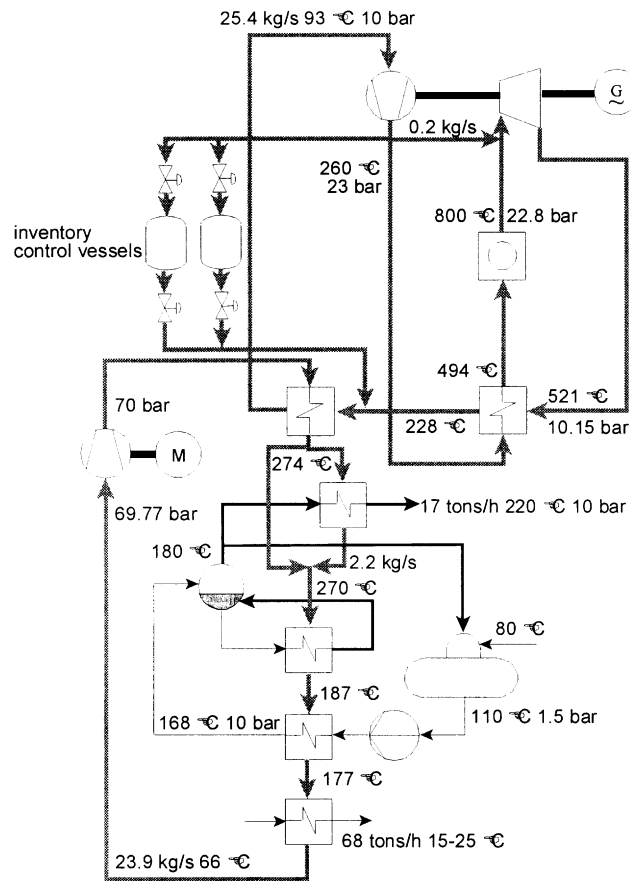 25.4 kg/s 93 °C 10 bar
G
~
0.2 kg/s
260 °C
23 bar
800 °C 22.8 bar
inventory
control vessels
494 °C
521 °C
70 bar
228 °C
10.15 bar
M
274 °C
69.77 bar
17 tons/h 220 °C 10 bar
180 °C
2.2 kg/s
270 °C
80 °C
187 °C
168 °C 10 bar
110 °C 1.5 bar
177 °C
68 tons/h 15-25 °C
23.9 kg/s 66 °C